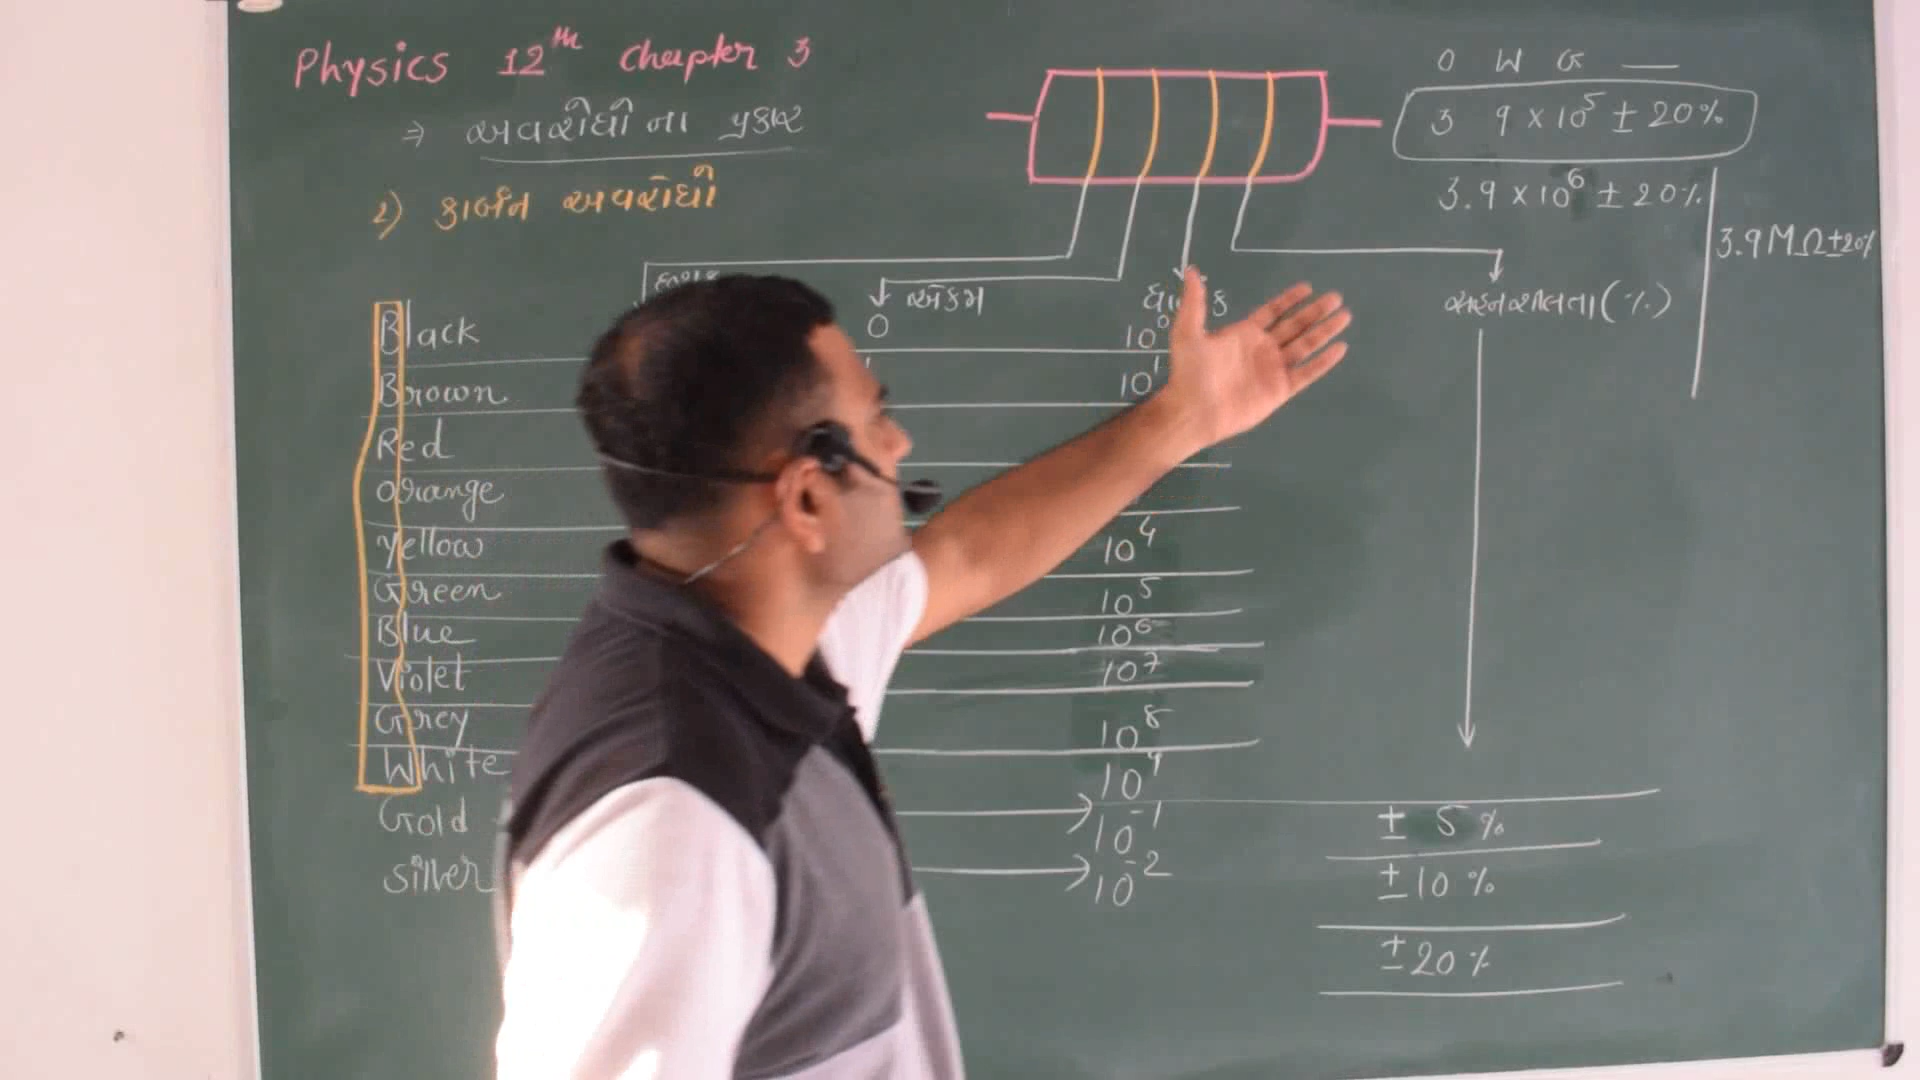 Physics 12th Chapter 3
⇒ અવરોધોના પ્રકાર
૨) કાર્બન અવરોધો
O W G —
3 9 × 10^5 ± 20%
3.9 × 10^6 ± 20%
3.9 MΩ ± 20%
એકમ
સહનશીલતા (%)
Black 0 10^0
Brown 1 10^1
Red
Orange
Yellow 10^4
Green 10^5
Blue 10^6
Violet 10^7
Grey 10^8
White 10^9
Gold 10^-1 ± 5%
Silver 10^-2 ± 10%
± 20%